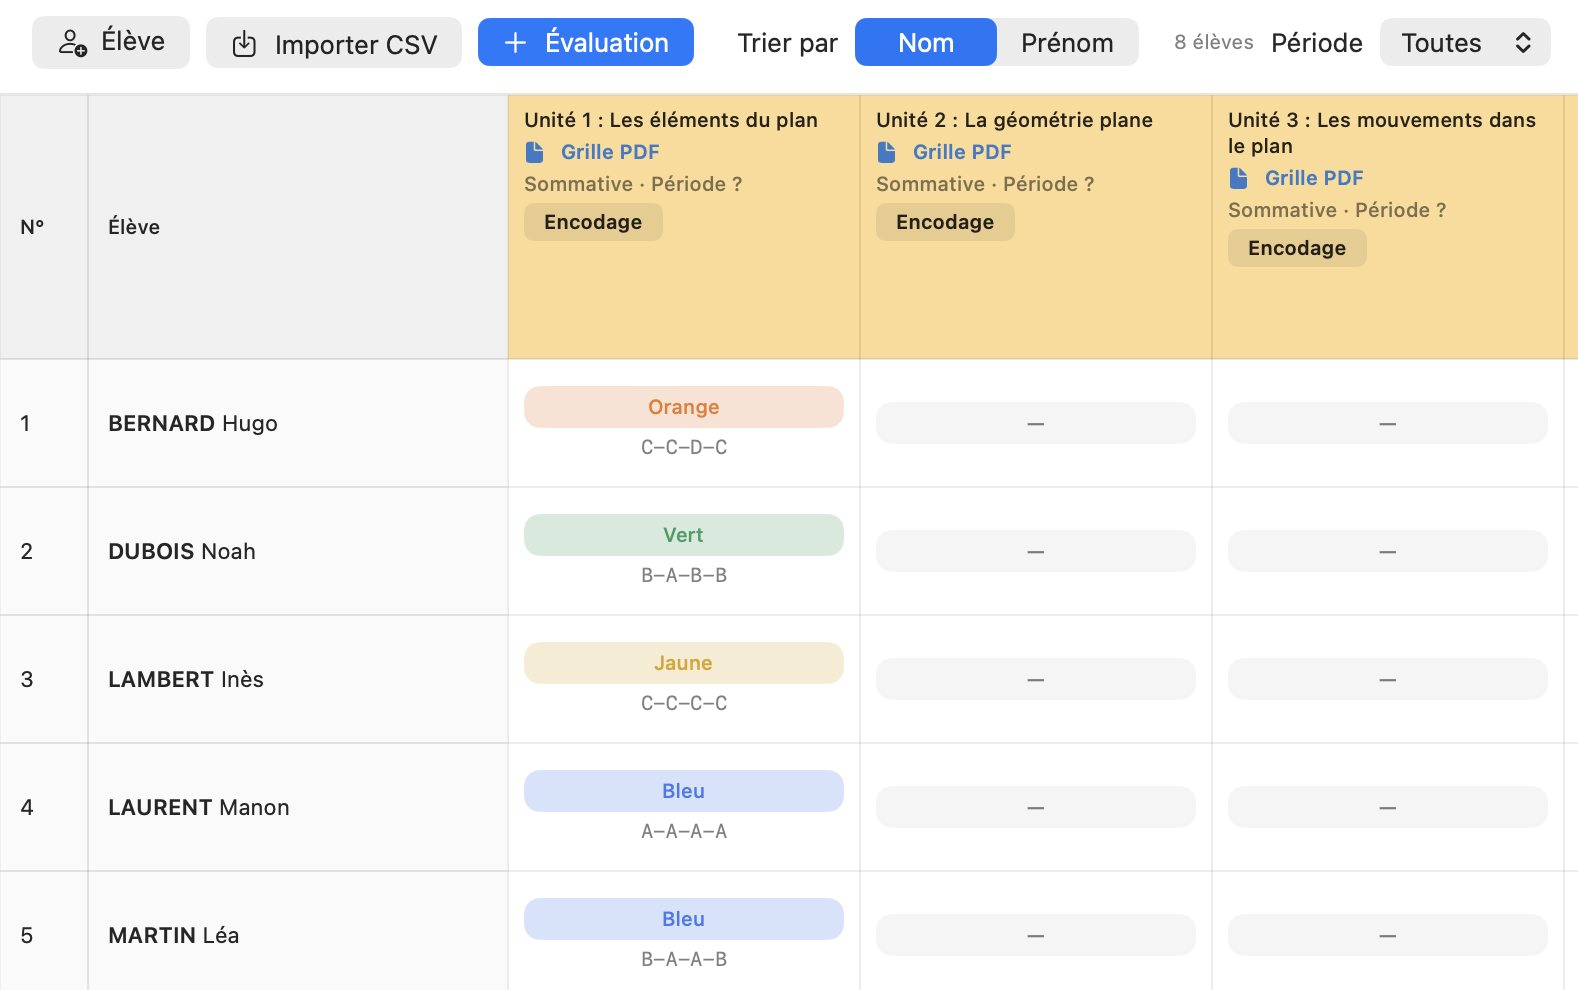 Élève Importer CSV + Évaluation Trier par Nom Prénom 8 élèves Période Toutes
Nº Élève
Unité 1 : Les éléments du plan
Grille PDF
Sommative · Période ?
Encodage
Unité 2 : La géométrie plane
Grille PDF
Sommative · Période ?
Encodage
Unité 3 : Les mouvements dans
le plan
Grille PDF
Sommative · Période ?
Encodage
1 BERNARD Hugo Orange — —
C–C–D–C
2 DUBOIS Noah Vert — —
B–A–B–B
3 LAMBERT Inès Jaune — —
C–C–C–C
4 LAURENT Manon Bleu — —
A–A–A–A
5 MARTIN Léa Bleu — —
B–A–A–B